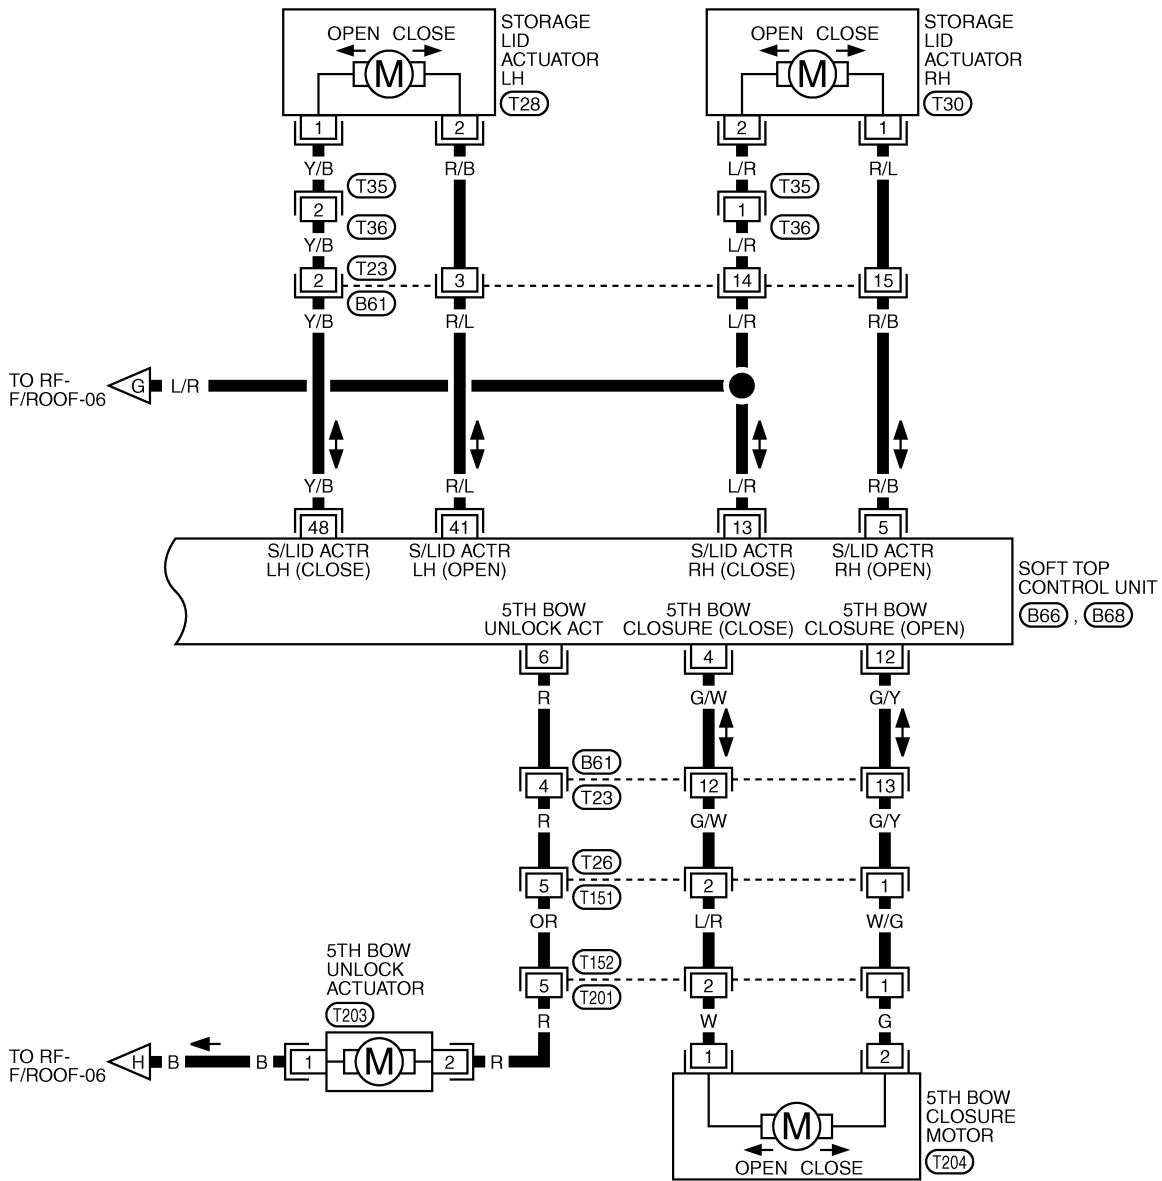 OPEN CLOSE
STORAGE
LID
ACTUATOR
LH
T28
M
1
2
OPEN CLOSE
STORAGE
LID
ACTUATOR
RH
T30
M
2
1
Y/B
R/B
L/R
R/L
T35
T35
2
1
T36
T36
Y/B
L/R
T23
2
3
14
15
B61
Y/B
R/L
L/R
R/B
TO RF-
F/ROOF-06
G
L/R
Y/B
R/L
L/R
R/B
48
41
13
5
S/LID ACTR
LH (CLOSE)
S/LID ACTR
LH (OPEN)
S/LID ACTR
RH (CLOSE)
S/LID ACTR
RH (OPEN)
SOFT TOP
CONTROL UNIT
B66 , B68
5TH BOW
UNLOCK ACT
5TH BOW
CLOSURE (CLOSE)
5TH BOW
CLOSURE (OPEN)
6
4
12
R
G/W
G/Y
B61
4
12
13
T23
R
G/W
G/Y
T26
5
2
1
T151
OR
L/R
W/G
5TH BOW
UNLOCK
ACTUATOR
T203
T152
5
2
1
T201
R
W
G
TO RF-
F/ROOF-06
H
B
B
1
M
2
R
1
2
M
OPEN CLOSE
5TH BOW
CLOSURE
MOTOR
T204